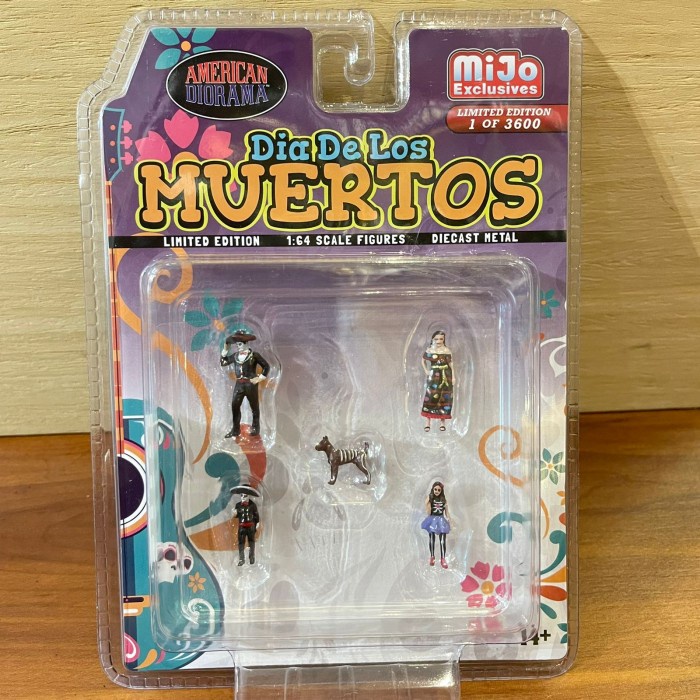 AMERICAN
DIORAMA
MiJo
Exclusives
LIMITED EDITION
1 OF 3600
Dia De Los
MUERTOS
LIMITED EDITION 1:64 SCALE FIGURES DIECAST METAL
14+